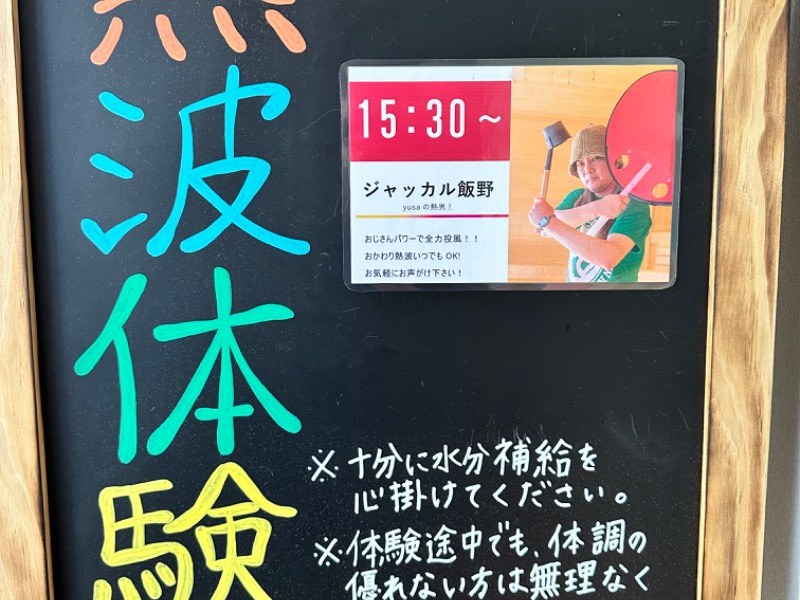 波
体
験
15:30～
ジャッカル飯野
yusaの熱男！
おじさんパワーで全力投風！！
おかわり熱波いつでもOK!
お気軽にお声がけ下さい！
※十分に水分補給を
心掛けてください。
※体験途中でも、体調の
優れない方は無理なく